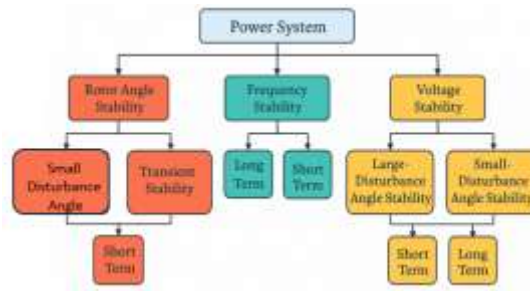 Power System
Rotor Angle
Stability
Frequency
Stability
Voltage
Stability
Small
Disturbance
Angle
Transient
Stability
Long
Term
Short
Term
Large-
Disturbance
Angle Stability
Small-
Disturbance
Angle Stability
Short
Term
Short
Term
Long
Term